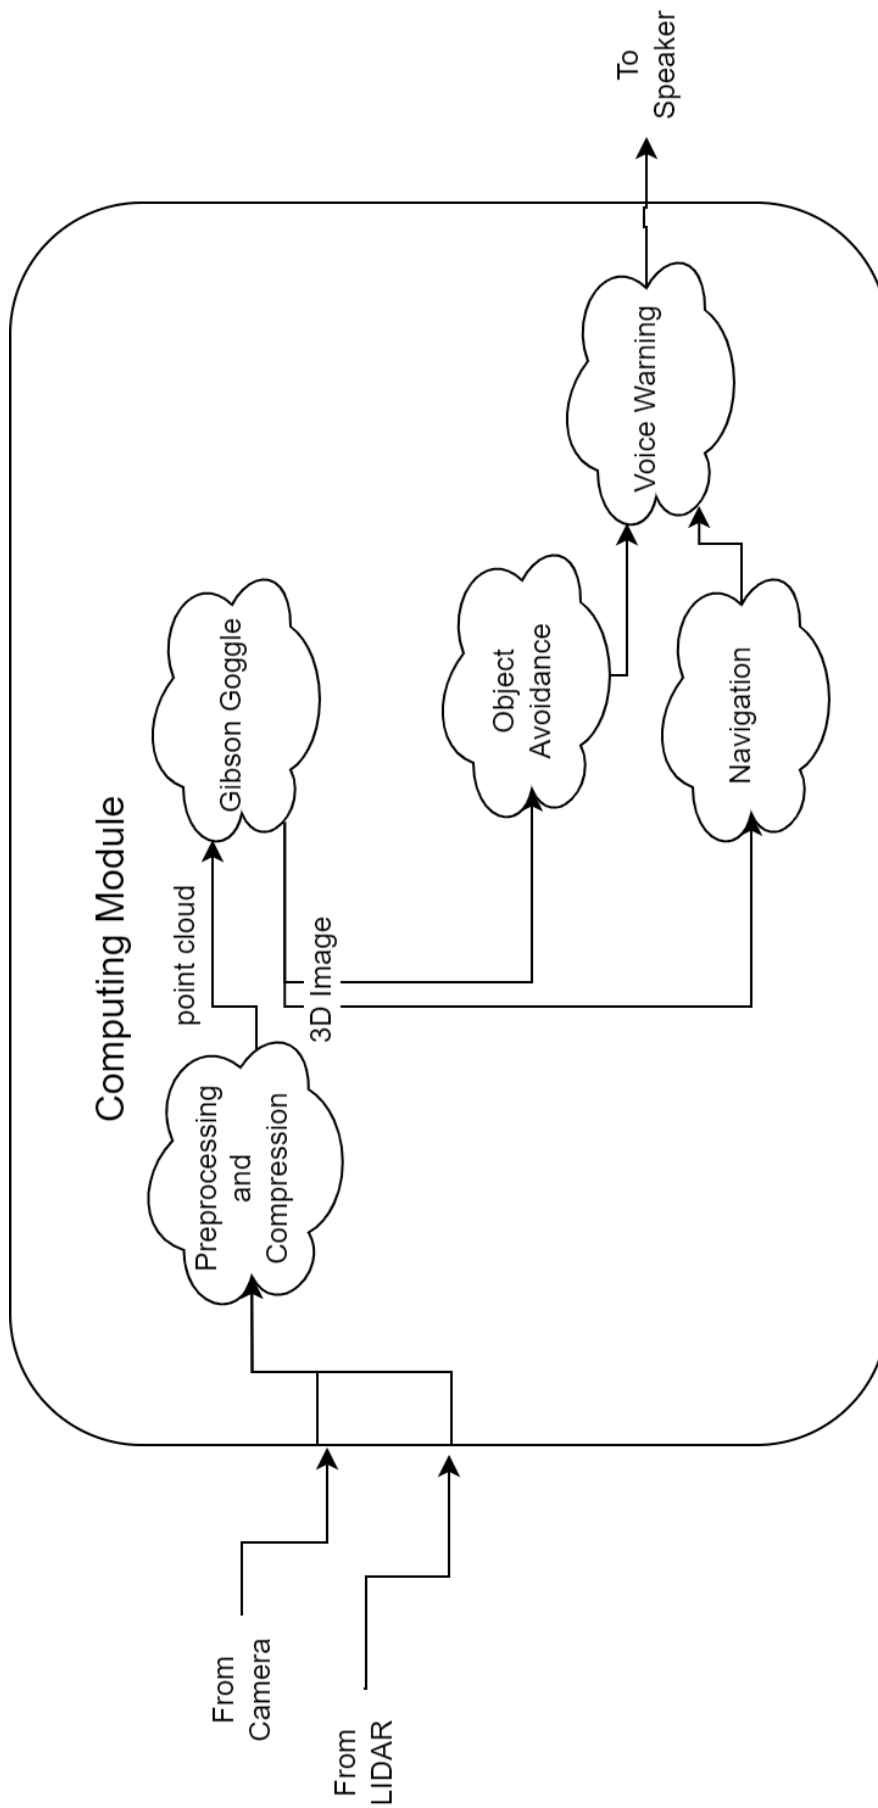 Computing Module
From
Camera
From
LIDAR
Preprocessing
and
Compression
point cloud
3D Image
Gibson Goggle
Object
Avoidance
Navigation
Voice Warning
To
Speaker